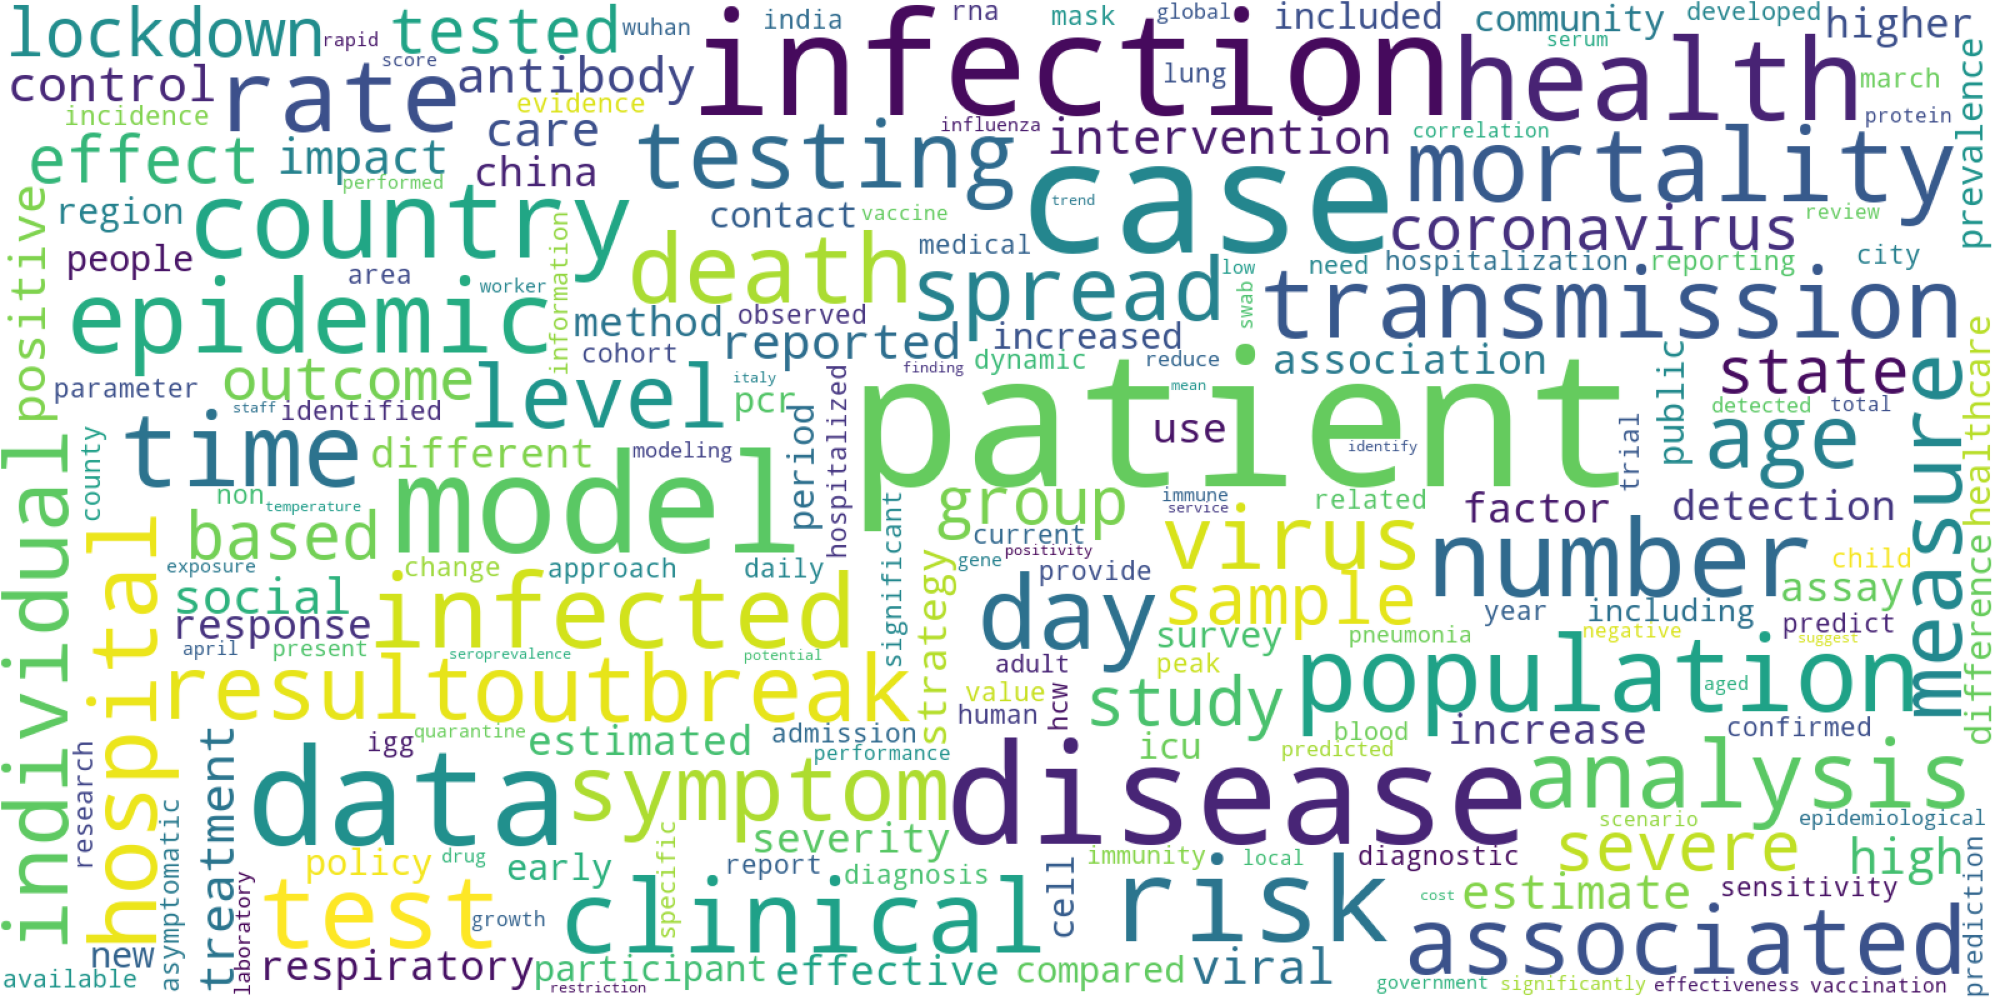 lockdown
rapid
tested
wuhan
india
rna
mask
global
included
community
developed
higher
infection
health
serum
control
rate
score
antibody
evidence
lung
march
prevalence
incidence
care
influenza
intervention
correlation
protein
effect
impact
china
testing
case
mortality
performed
positive
region
country
information
contact
vaccine
trend
coronavirus
review
people
area
worker
death
medical
spread
low
need
hospitalization
reporting
city
epidemic
method
observed
swab
transmission
cohort
reported
increased
dynamic
reduce
association
public
state
healthcare
parameter
outcome
level
italy
pcr
hospitalized
finding
patient
mean
measure
staff
identified
detected
total
time
county
different
modeling
period
use
identify
trial
age
individual
model
non
temperature
based
significant
group
immune
service
related
factor
detection
hospital
current
virus
number
positivity
exposure
change
approach
daily
gene
provide
child
social
infected
strategy
day
sample
assay
response
year
including
predict
april
present
survey
pneumonia
negative
suggest
seroprevalence
potential
adult
peak
difference
result
outbreak
value
hcw
study
population
aged
human
research
treatment
igg
quarantine
estimated
admission
performance
icu
blood
predicted
increase
confirmed
data
symptom
disease
analysis
asymptomatic
specific
severity
scenario
epidemiological
policy
drug
early
report
diagnosis
cell
immunity
local
diagnostic
severe
high
laboratory
test
growth
clinical
risk
cost
estimate
sensitivity
prediction
new
associated
available
respiratory
restriction
participant
effective
compared
viral
government
significantly
effectiveness
vaccination